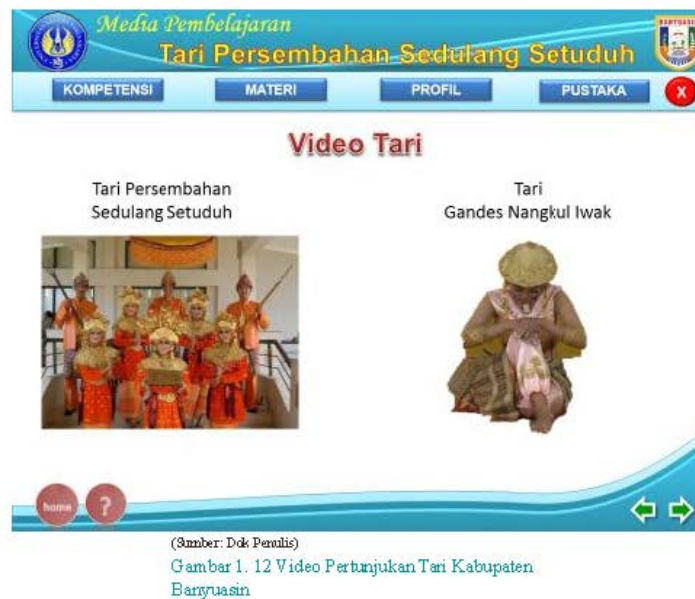 Media Pembelajaran
Tari Persembahan Sedulang Setuduh
BANYUASIN
KOMPETENSI
MATERI
PROFIL
PUSTAKA
X
Video Tari
Tari Persembahan
Sedulang Setuduh
Tari
Gandes Nangkul Iwak
home
?
(Sumber: Dok Penulis)
Gambar 1. 12 Video Pertunjukan Tari Kabupaten
Banyuasin